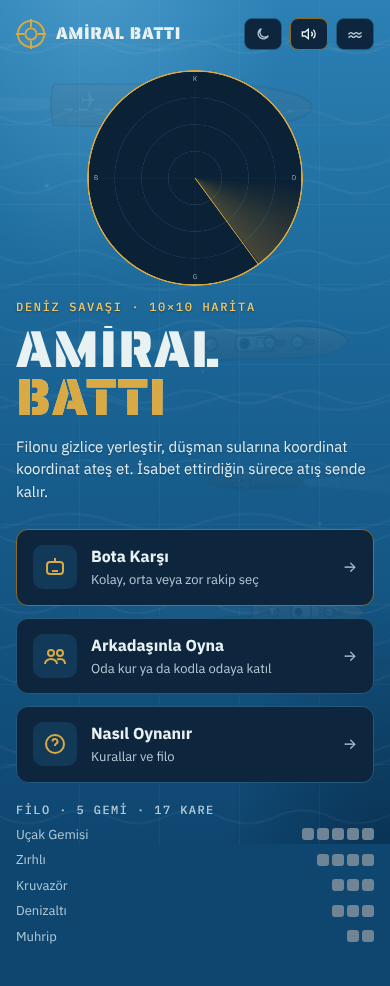 AMİRAL BATTI
K
B
D
G
DENİZ SAVAŞI · 10×10 HARİTA
AMİRAL
BATTI
Filonu gizlice yerleştir, düşman sularına koordinat
koordinat ateş et. İsabet ettirdiğin sürece atış sende
kalır.
Bota Karşı
Kolay, orta veya zor rakip seç
Arkadaşınla Oyna
Oda kur ya da kodla odaya katıl
Nasıl Oynanır
Kurallar ve filo
FİLO · 5 GEMİ · 17 KARE
Uçak Gemisi
Zırhlı
Kruvazör
Denizaltı
Muhrip